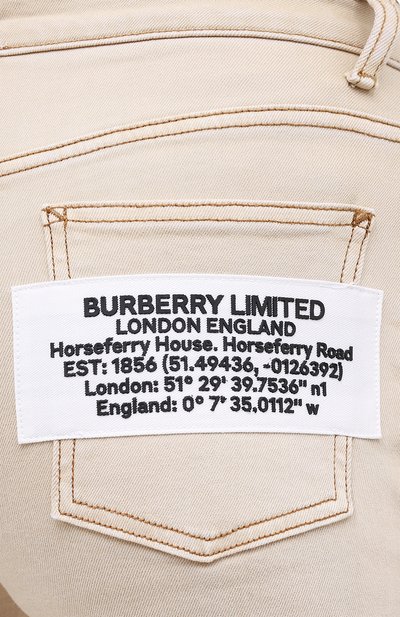 BURBERRY LIMITED
LONDON ENGLAND
Horseferry House. Horseferry Road
EST: 1856 (51.49436, -0126392)
London: 51° 29' 39.7536" n1
England: 0° 7' 35.0112" w